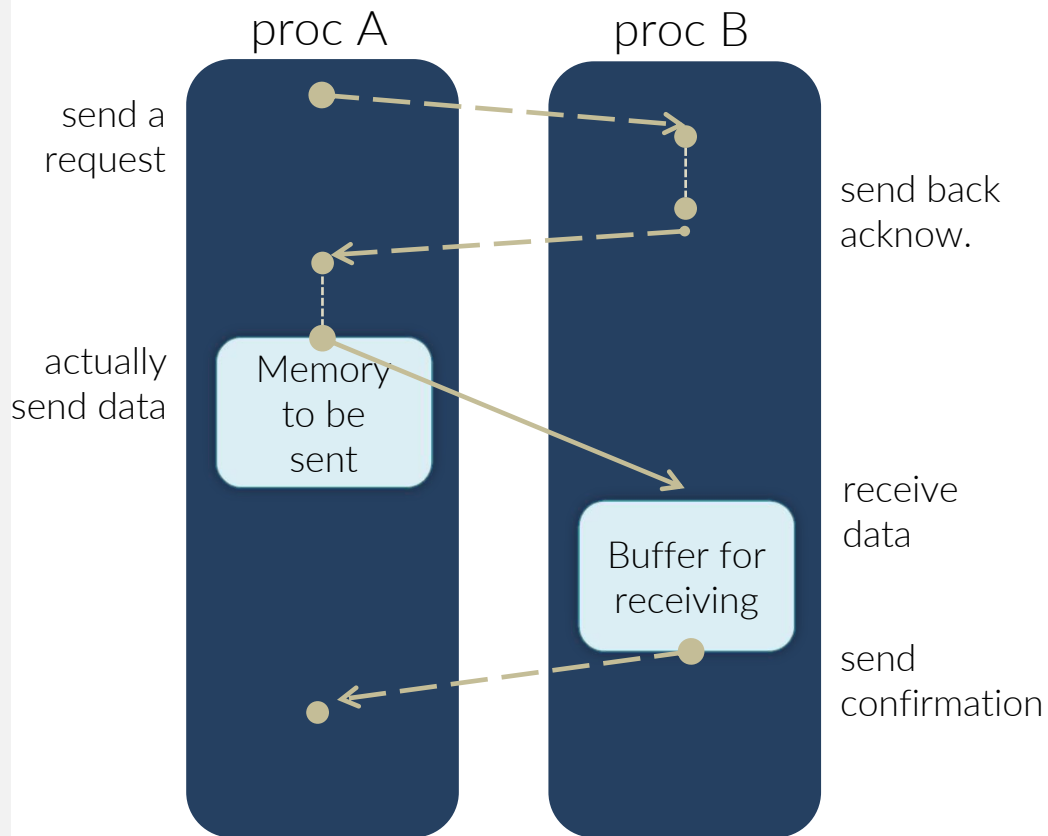 proc A
proc B
send a
request
send back
acknow.
actually
send data
Memory
to be
sent
receive
data
Buffer for
receiving
send
confirmation